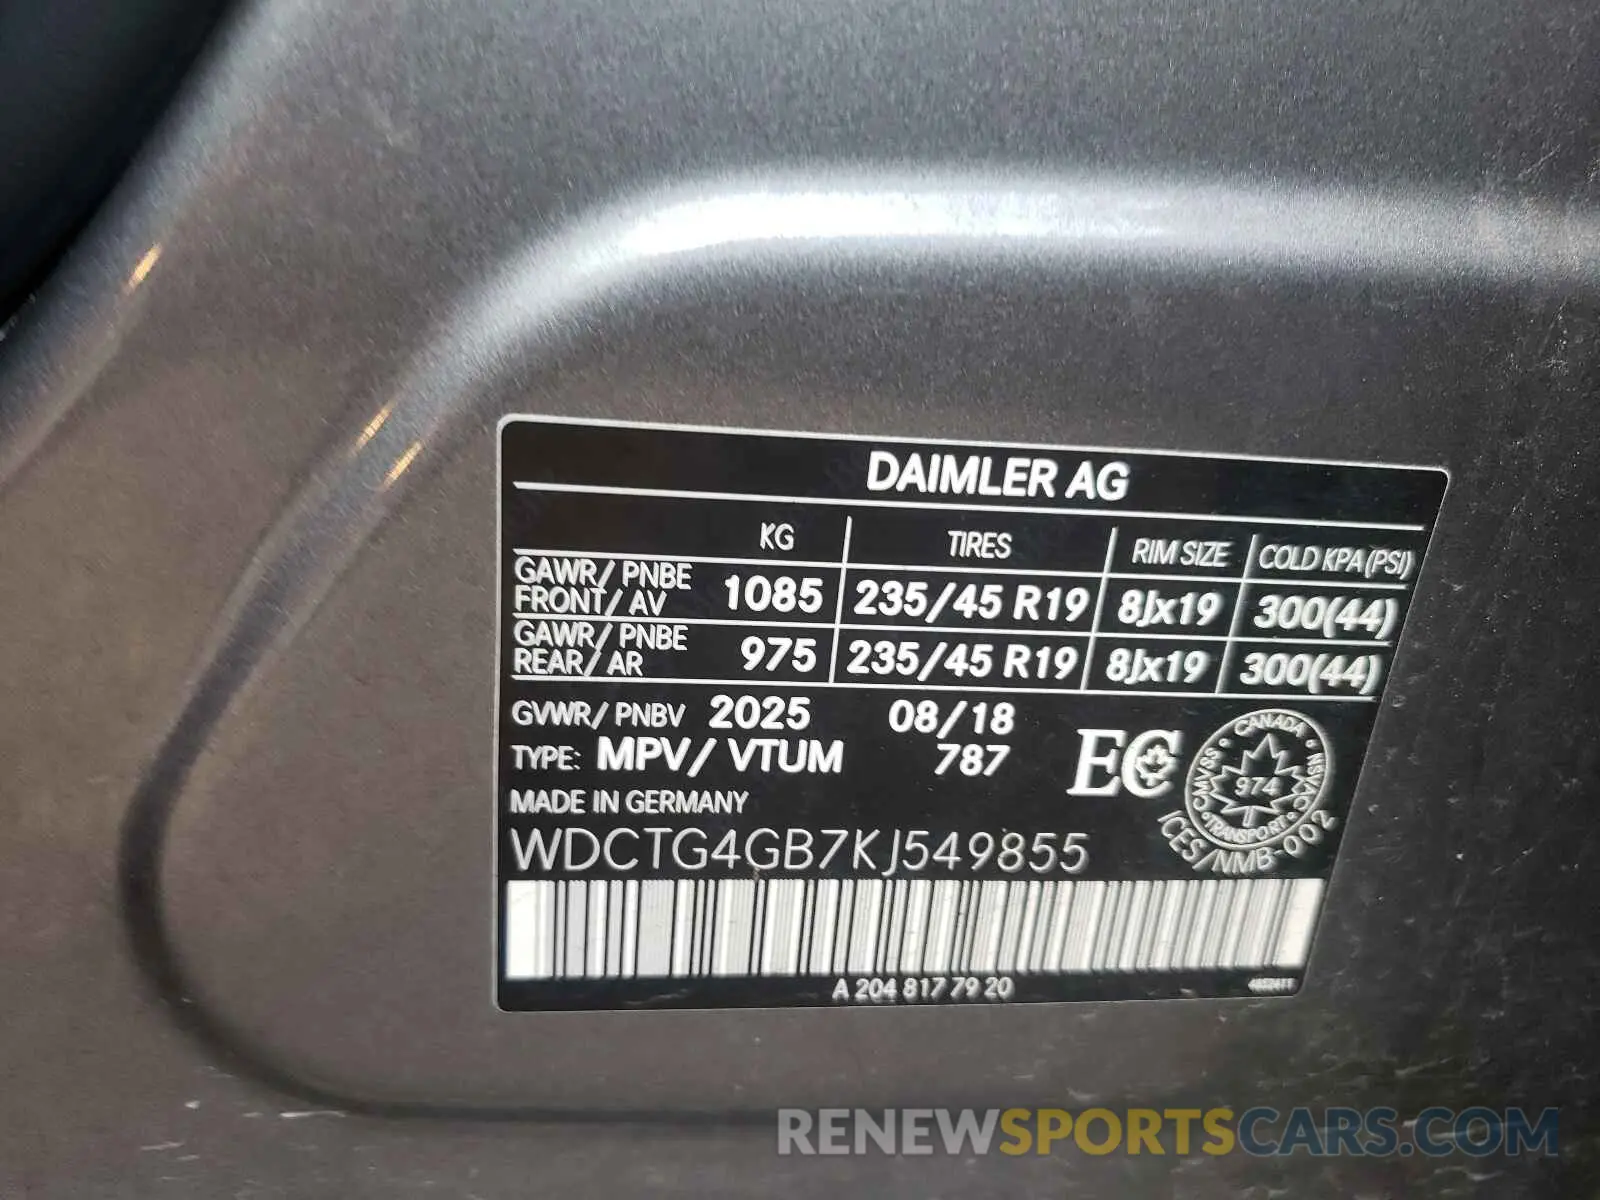 DAIMLER AG
KG TIRES RIM SIZE COLD KPA (PSI)
GAWR/ PNBE FRONT/ AV 1085 235/45 R19 8Jx19 300(44)
GAWR/ PNBE REAR/ AR 975 235/45 R19 8Jx19 300(44)
GVWR/ PNBV 2025 08/18
TYPE: MPV/ VTUM 787
MADE IN GERMANY
EC
CANADA
CMVSS NSVAC
974
TRANSPORT
ICES/NMB-002
WDCTG4GB7KJ549855
A 204 817 79 20
RENEWSPORTSCARS.COM